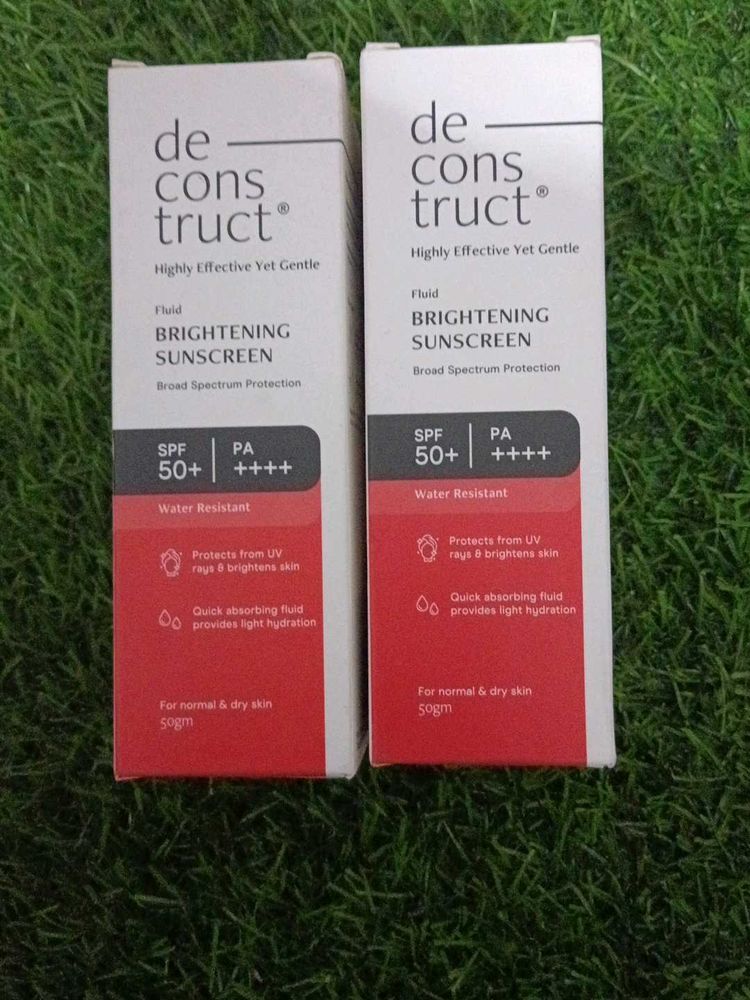 de
cons
truct®
Highly Effective Yet Gentle
Fluid
BRIGHTENING
SUNSCREEN
Broad Spectrum Protection
SPF
50+
PA
++++
Water Resistant
Protects from UV
rays & brightens skin
Quick absorbing fluid
provides light hydration
For normal & dry skin
50gm
de
cons
truct®
Highly Effective Yet Gentle
Fluid
BRIGHTENING
SUNSCREEN
Broad Spectrum Protection
SPF
50+
PA
++++
Water Resistant
Protects from UV
rays & brightens skin
Quick absorbing fluid
provides light hydration
For normal & dry skin
50gm